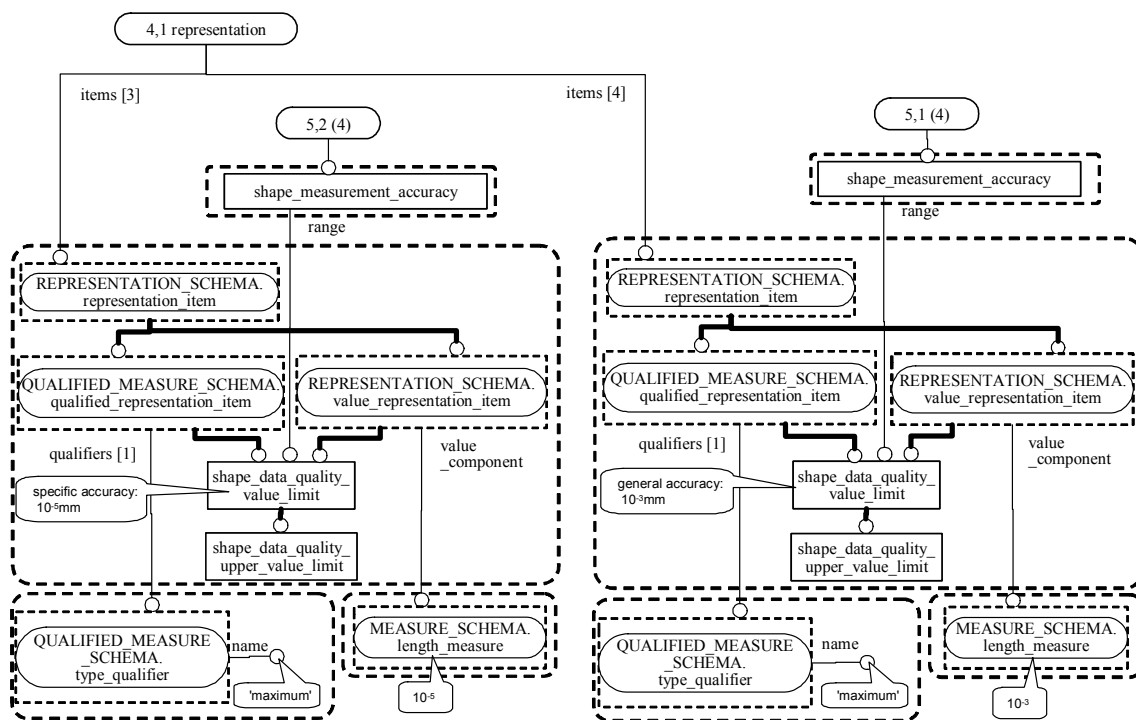 4,1 representation
items [3]
items [4]
5,2 (4)
5,1 (4)
shape_measurement_accuracy
range
shape_measurement_accuracy
range
REPRESENTATION_SCHEMA.
representation_item
QUALIFIED_MEASURE_SCHEMA.
qualified_representation_item
REPRESENTATION_SCHEMA.
value_representation_item
qualifiers [1]
value
_component
specific accuracy:
10-5mm
shape_data_quality_
value_limit
shape_data_quality_
upper_value_limit
QUALIFIED_MEASURE
_SCHEMA.
type_qualifier
name
'maximum'
MEASURE_SCHEMA.
length_measure
10-5
REPRESENTATION_SCHEMA.
representation_item
QUALIFIED_MEASURE_SCHEMA.
qualified_representation_item
REPRESENTATION_SCHEMA.
value_representation_item
qualifiers [1]
value
_component
general accuracy:
10-3mm
shape_data_quality_
value_limit
shape_data_quality_
upper_value_limit
QUALIFIED_MEASURE
_SCHEMA.
type_qualifier
name
'maximum'
MEASURE_SCHEMA.
length_measure
10-3